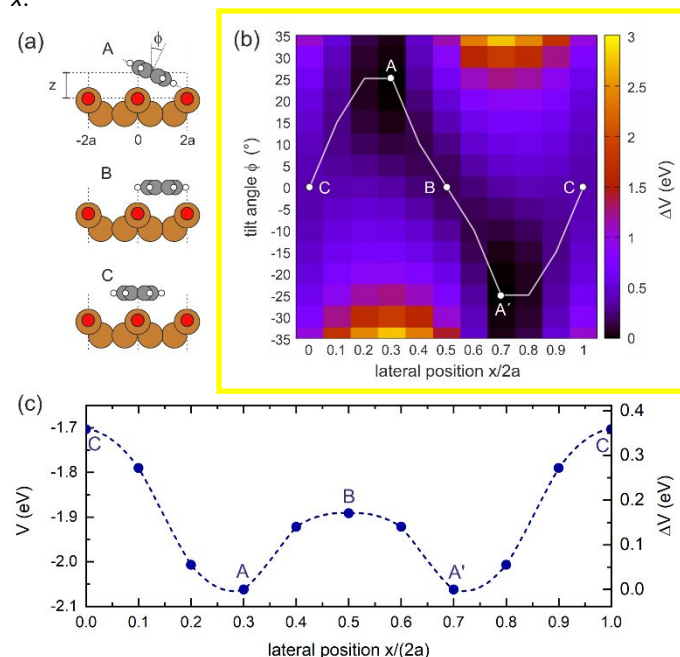 x.
(a)
A
ϕ
z
-2a
0
2a
B
C
(b)
35
30
25
20
15
10
5
0
-5
-10
-15
-20
-25
-30
-35
tilt angle ϕ (°)
A
C
B
C
A´
0 0.1 0.2 0.3 0.4 0.5 0.6 0.7 0.8 0.9 1
lateral position x/2a
3
2.5
2
1.5
1
0.5
0
ΔV (eV)
(c)
-1.7
-1.8
-1.9
-2.0
-2.1
V (eV)
C
A
B
A'
C
0.4
0.3
0.2
0.1
0.0
ΔV (eV)
0.0 0.1 0.2 0.3 0.4 0.5 0.6 0.7 0.8 0.9 1.0
lateral position x/(2a)